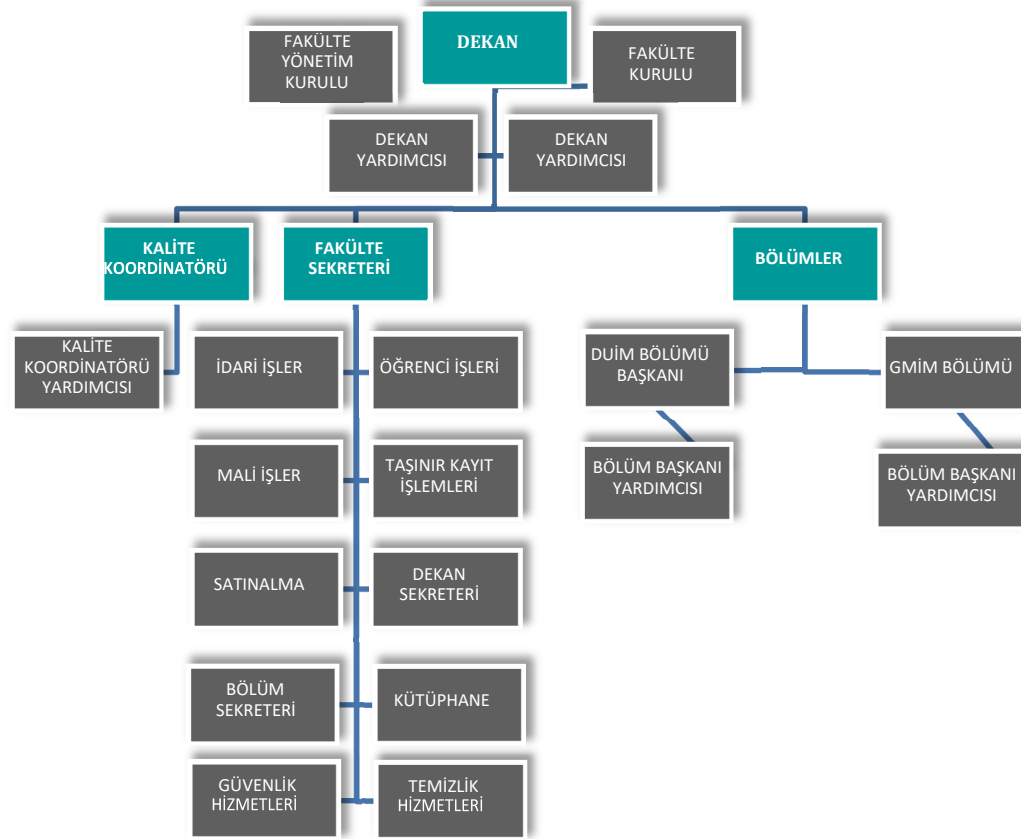 FAKÜLTE
YÖNETİM
KURULU
DEKAN
FAKÜLTE
KURULU
DEKAN
YARDIMCISI
DEKAN
YARDIMCISI
KALİTE
KOORDİNATÖRÜ
FAKÜLTE
SEKRETERİ
BÖLÜMLER
KALİTE
KOORDİNATÖRÜ
YARDIMCISI
İDARİ İŞLER
ÖĞRENCİ İŞLERİ
DUİM BÖLÜMÜ
BAŞKANI
GMİM BÖLÜMÜ
MALİ İŞLER
TAŞINIR KAYIT
İŞLEMLERİ
BÖLÜM BAŞKANI
YARDIMCISI
BÖLÜM BAŞKANI
YARDIMCISI
SATINALMA
DEKAN
SEKRETERİ
BÖLÜM
SEKRETERİ
KÜTÜPHANE
GÜVENLİK
HİZMETLERİ
TEMİZLİK
HİZMETLERİ